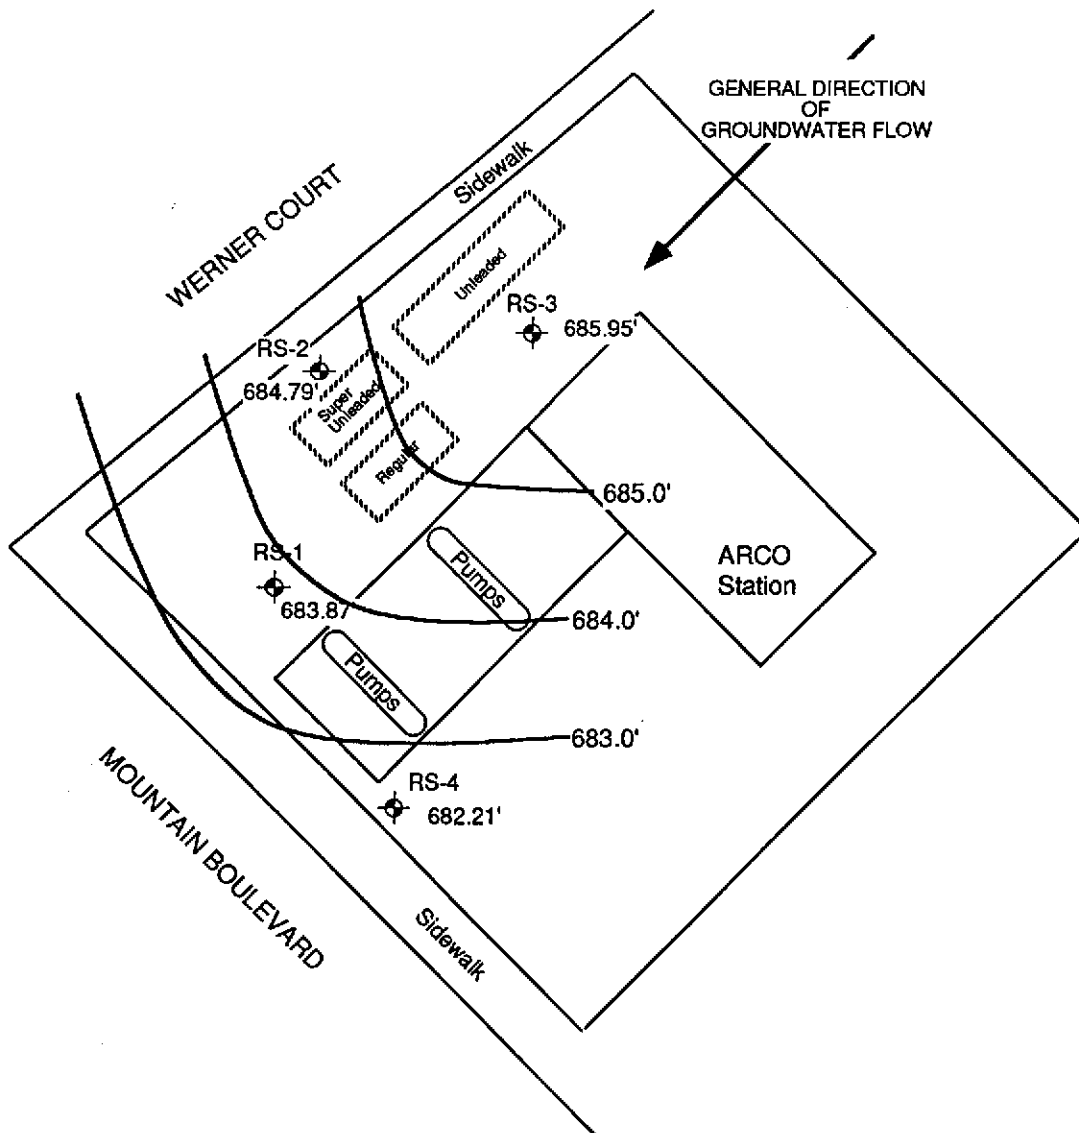 GENERAL DIRECTION
OF
GROUNDWATER FLOW
Sidewalk
WERNER COURT
Unleaded
RS-3
685.95'
RS-2
684.79'
Super
Unleaded
Regular
685.0'
RS-1
683.87
Pumps
ARCO
Station
684.0'
Pumps
683.0'
RS-4
682.21'
MOUNTAIN BOULEVARD
Sidewalk